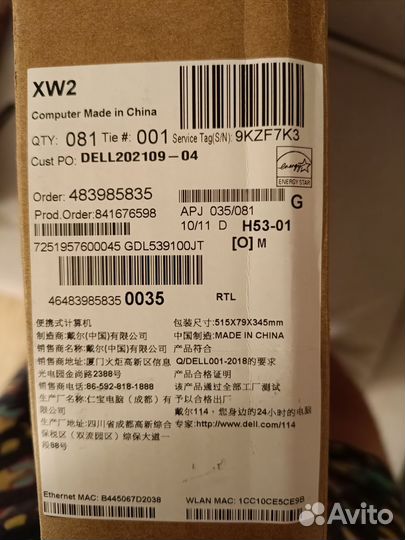 XW2
Computer Made in China
QTY: 081 Tie #: 001 Service Tag(S/N): 9KZF7K3
Cust PO: DELL202109-04
energy
ENERGY STAR
Order: 483985835
Prod.Order:841676598
APJ 035/081
G
10/11 D H53-01
7251957600045 GDL539100JT
[O] M
46483985835 0035
RTL
便携式计算机
制造商:戴尔(中国)有限公司
销售商名称:戴尔(中国)有限公司
销售商地址:厦门火炬高新区信息
光电园金尚路2388号
销售商电话:86-592-818-1888
生产厂名称:仁宝电脑(成都)有
限公司
生产厂地址:四川省成都高新综合
保税区(双流园区)综保大道一
段88号
包装尺寸:515X79X345mm
中国制造:MADE IN CHINA
产品符合
Q/DELL001-2018的要求
产品合格证明
该产品通过全部工厂测试
戴尔114,您身边的24小时的电脑
专家:http://www.dell.com/114
Ethernet MAC: B445067D2038
WLAN MAC: 1CC10CE5CE9B
Avito